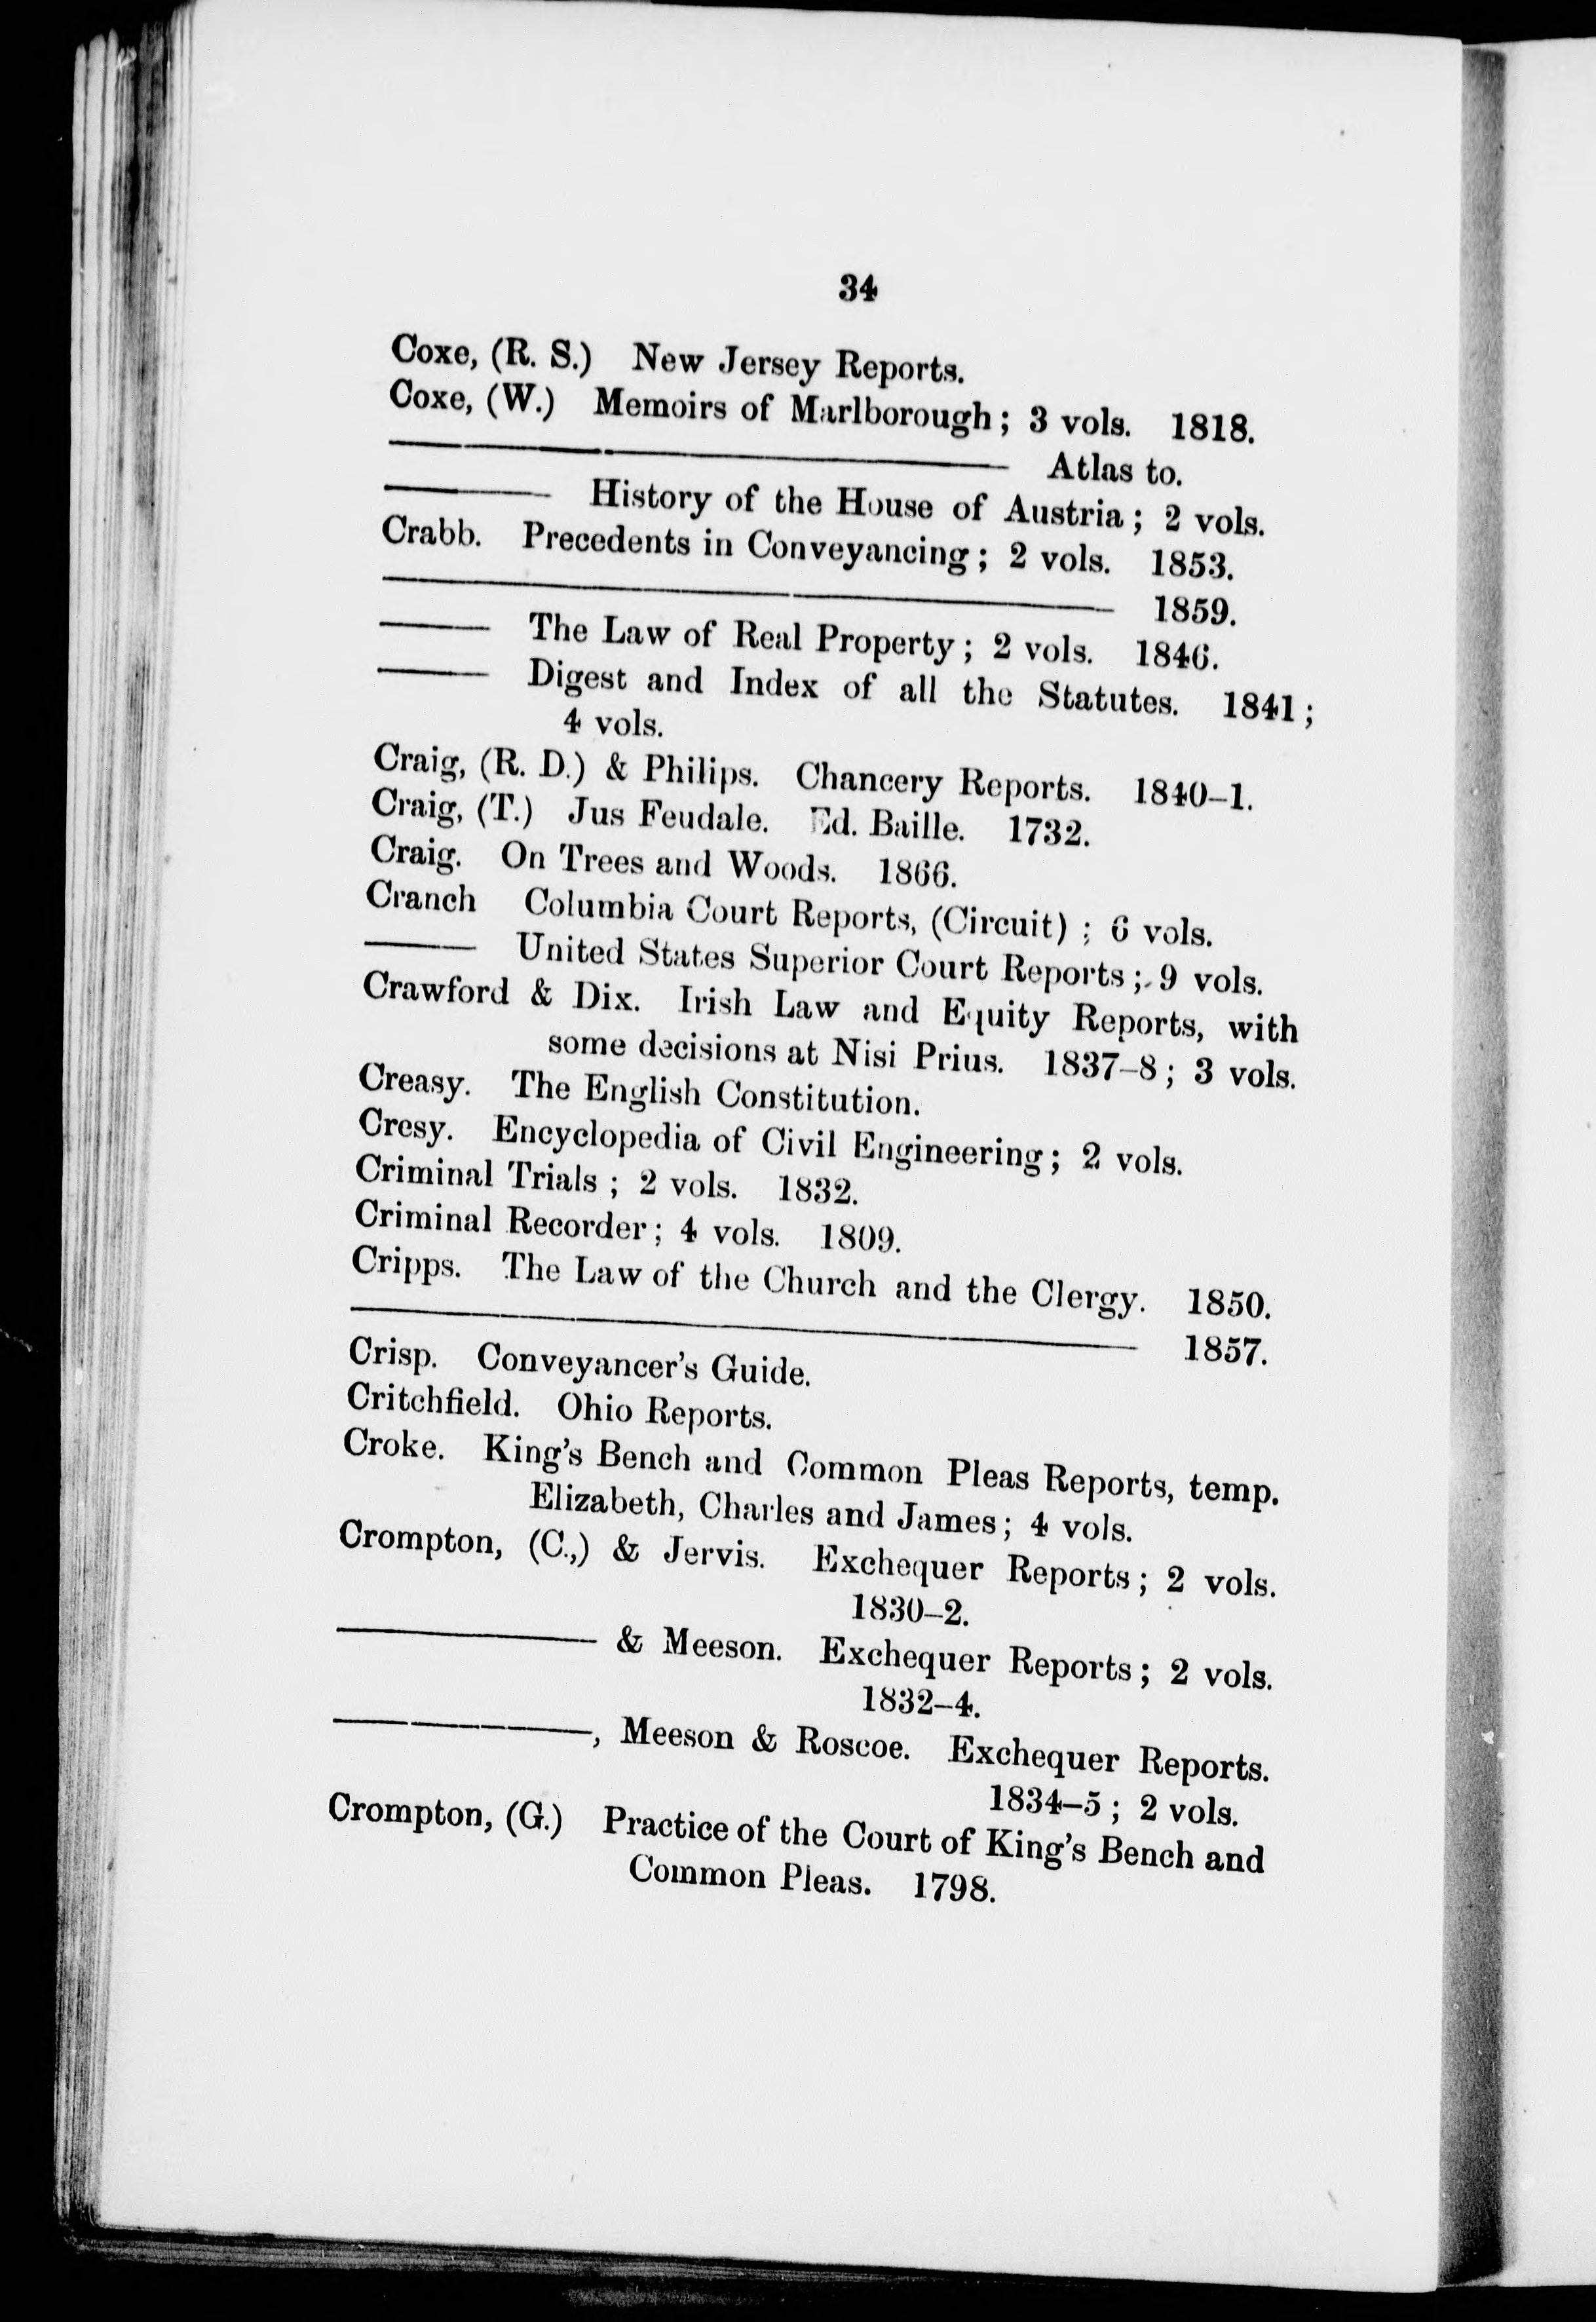 34
Coxe, (R. S.) New Jersey Reports.
Coxe, (W.) Memoirs of Marlborough; 3 vols. 1818.
——— Atlas to.
——— History of the House of Austria; 2 vols.
Crabb. Precedents in Conveyancing; 2 vols. 1853.
——— 1859.
——— The Law of Real Property; 2 vols. 1846.
——— Digest and Index of all the Statutes. 1841;
4 vols.
Craig, (R. D.) & Philips. Chancery Reports. 1840-1.
Craig, (T.) Jus Feudale. Ed. Baille. 1732.
Craig. On Trees and Woods. 1866.
Cranch Columbia Court Reports, (Circuit); 6 vols.
——— United States Superior Court Reports; 9 vols.
Crawford & Dix. Irish Law and Equity Reports, with
some decisions at Nisi Prius. 1837-8; 3 vols.
Creasy. The English Constitution.
Cresy. Encyclopedia of Civil Engineering; 2 vols.
Criminal Trials; 2 vols. 1832.
Criminal Recorder; 4 vols. 1809.
Cripps. The Law of the Church and the Clergy. 1850.
——— 1857.
Crisp. Conveyancer's Guide.
Critchfield. Ohio Reports.
Croke. King's Bench and Common Pleas Reports, temp.
Elizabeth, Charles and James; 4 vols.
Crompton, (C.,) & Jervis. Exchequer Reports; 2 vols.
1830-2.
——— & Meeson. Exchequer Reports; 2 vols.
1832-4.
———, Meeson & Roscoe. Exchequer Reports.
1834-5; 2 vols.
Crompton, (G.) Practice of the Court of King's Bench and
Common Pleas. 1798.